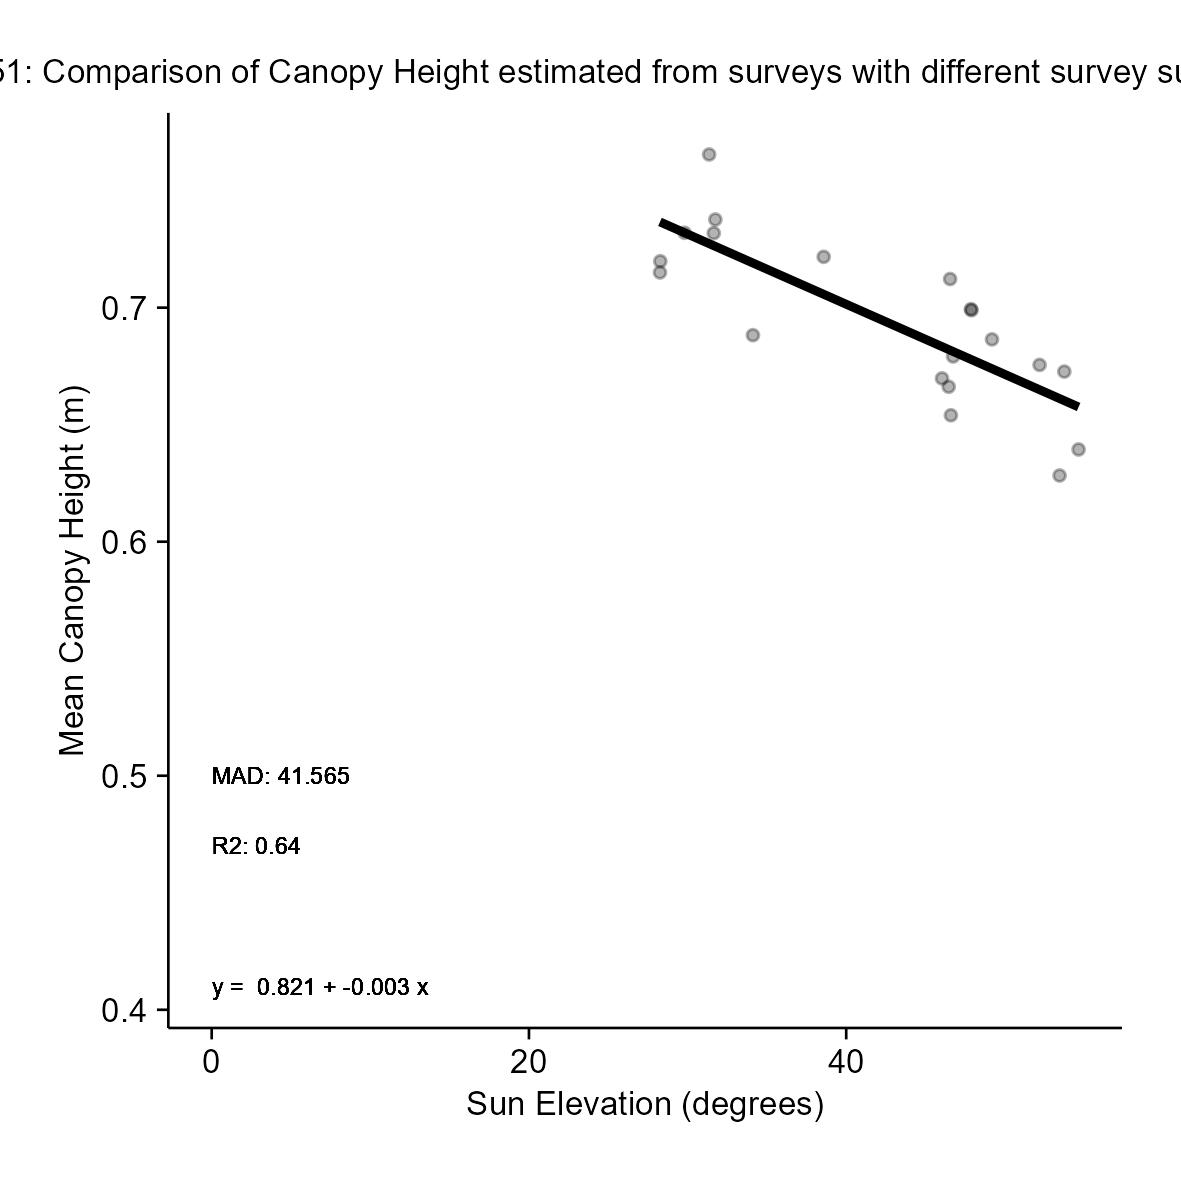 51: Comparison of Canopy Height estimated from surveys with different survey
Mean Canopy Height (m)
0.7
0.6
0.5
0.4
MAD: 41.565
R2: 0.64
y = 0.821 + -0.003 x
0 20 40
Sun Elevation (degrees)